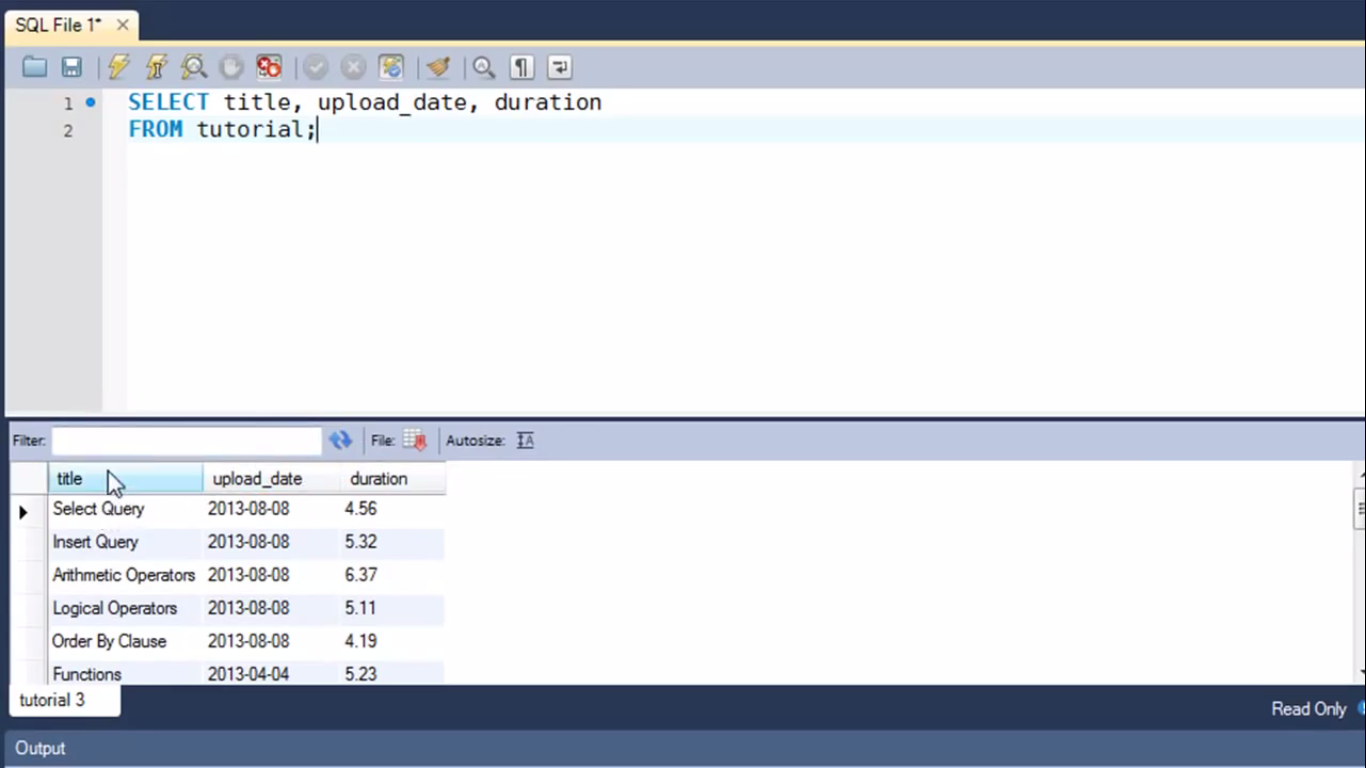 SQL File 1*
1 SELECT title, upload_date, duration
2 FROM tutorial;
Filter: File: Autosize:
title upload_date duration
Select Query 2013-08-08 4.56
Insert Query 2013-08-08 5.32
Arithmetic Operators 2013-08-08 6.37
Logical Operators 2013-08-08 5.11
Order By Clause 2013-08-08 4.19
Functions 2013-04-04 5.23
tutorial 3
Read Only
Output